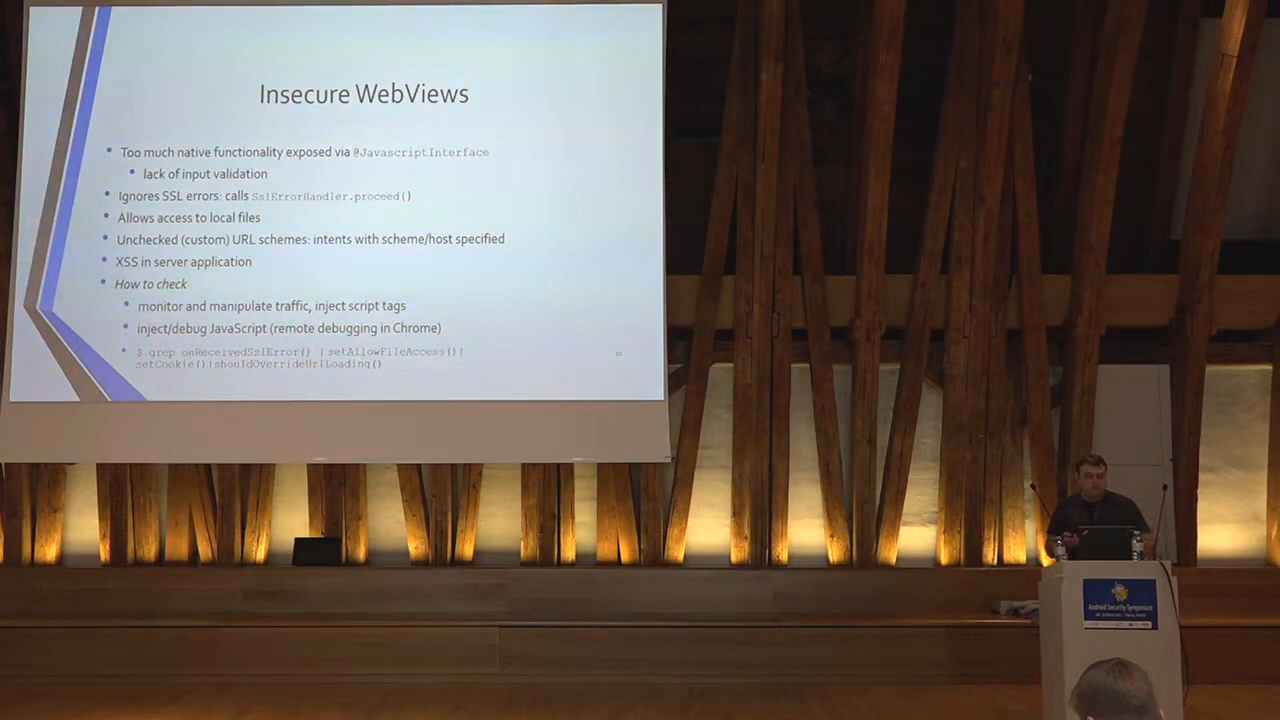 Insecure WebViews
• Too much native functionality exposed via @JavascriptInterface
• lack of input validation
• Ignores SSL errors: calls SslErrorHandler.proceed()
• Allows access to local files
• Unchecked (custom) URL schemes: intents with scheme/host specified
• XSS in server application
• How to check
• monitor and manipulate traffic, inject script tags
• inject/debug JavaScript (remote debugging in Chrome)
• $ grep onReceivedSslError() |setAllowFileAccess()|
setCookie()|shouldOverrideUrlLoading()
Android Security Symposium